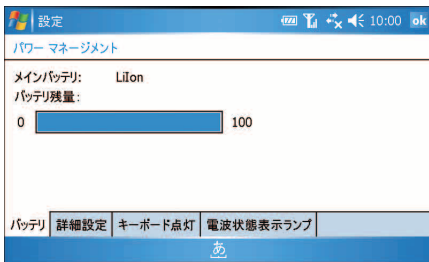 設定 10:00 ok
パワー マネージメント
メインバッテリ: LiIon
バッテリ残量:
0 100
バッテリ 詳細設定 キーボード点灯 電波状態表示ランプ
あ